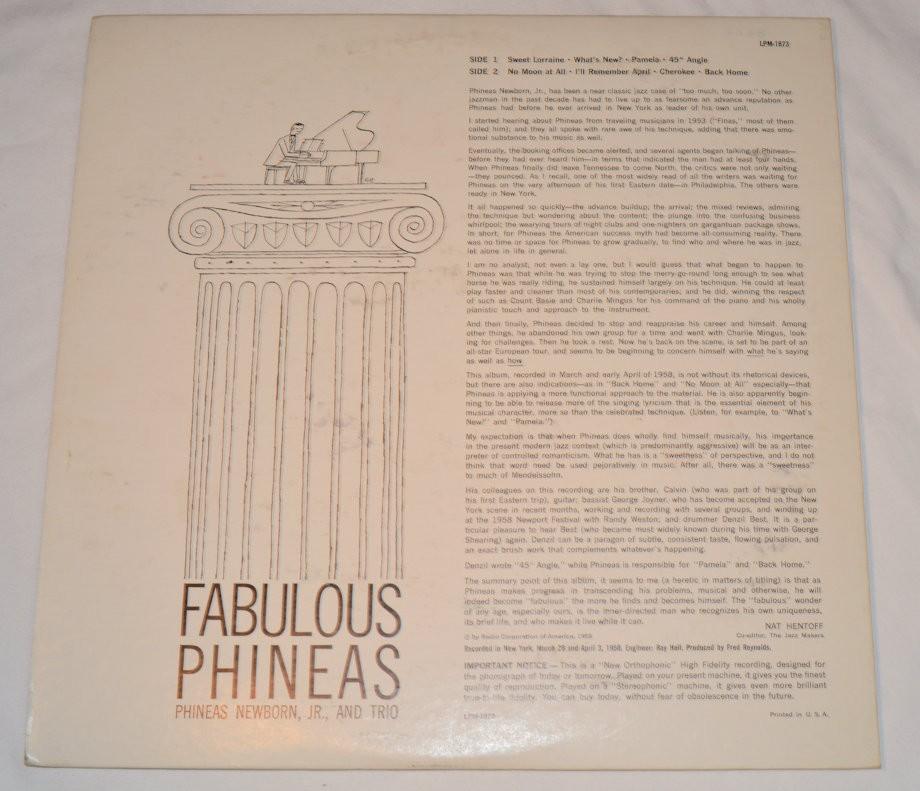 LPM-1873
SIDE 1: Sweet Lorraine · What's New? · Pamela · 45° Angle
SIDE 2: No Moon at All · I'll Remember April · Cherokee · Back Home
Phineas Newborn, Jr., has been a near classic jazz case of "too much, too soon." No other
jazzman in the past decade has had to live up to as fearsome an advance reputation as
Phineas had before he ever arrived in New York as leader of his own unit.
I started hearing about Phineas from traveling musicians in 1953 ("Finas," most of them
called him); and they all spoke with rare awe of his technique, adding that there was emo-
tional substance to his music as well.
Eventually, the booking offices became alerted, and several agents began talking of Phineas—
before they had ever heard him—in terms that indicated the man had at least four hands.
When Phineas finally did leave Tennessee to come North, the critics were not only waiting
—they pounced. As I recall, one of the most widely read of all the writers was waiting for
Phineas on the very afternoon of his first Eastern date—in Philadelphia. The others were
ready in New York.
It all happened so quickly—the advance buildup; the arrival; the mixed reviews, admiring
the technique but wondering about the content; the plunge into the confusing business
whirlpool; the wearying tours of night clubs and one-nighters on gargantuan package shows.
In short, for Phineas the American success myth had become all-consuming reality. There
was no time or space for Phineas to grow gradually, to find who and where he was in jazz,
let alone in life in general.
I am no analyst, not even a lay one, but I would guess that what began to happen to
Phineas was that while he was trying to stop the merry-go-round long enough to see what
horse he was really riding, he sustained himself largely on his technique. He could at least
play faster and cleaner than most of his contemporaries; and he did, winning the respect
of such as Count Basie and Charlie Mingus for his command of the piano and his wholly
pianistic touch and approach to the instrument.
And then finally, Phineas decided to stop and reappraise his career and himself. Among
other things, he abandoned his own group for a time and went with Charlie Mingus, look-
ing for challenges. Then he took a rest. Now he's back on the scene, is set to be part of an
all-star European tour, and seems to be beginning to concern himself with what he's saying
as well as how.
This album, recorded in March and early April of 1958, is not without its rhetorical devices,
but there are also indications—as in "Back Home" and "No Moon at All" especially—that
Phineas is applying a more functional approach to the material. He is also apparently begin-
ning to be able to release more of the singing lyricism that is the essential element of his
musical character, more so than the celebrated technique. (Listen, for example, to "What's
New?" and "Pamela.")
My expectation is that when Phineas does wholly find himself musically, his importance
in the present modern jazz context (which is predominantly aggressive) will be as an inter-
preter of controlled romanticism. What he has is a "sweetness" of perspective, and I do not
think that word need be used pejoratively in music. After all, there was a "sweetness"
to much of Mendelssohn.
His colleagues on this recording are his brother, Calvin (who was part of his group on
his first Eastern trip), guitar; bassist George Joyner, who has become accepted on the New
York scene in recent months, working and recording with several groups, and winding up
at the 1958 Newport Festival with Randy Weston; and drummer Denzil Best. It is a par-
ticular pleasure to hear Best (who became most widely known during his time with George
Shearing) again. Denzil can be a paragon of subtle, consistent taste, flowing pulsation, and
an exact brush work that complements whatever's happening.
Denzil wrote "45° Angle," while Phineas is responsible for "Pamela" and "Back Home."
The summary point of this album, it seems to me (a heretic in matters of titling) is that as
Phineas makes progress in transcending his problems, musical and otherwise, he will
indeed become "fabulous" the more he finds and becomes himself. The "fabulous" wonder
of any age, especially ours, is the inner-directed man who recognizes his own uniqueness,
its brief life, and who makes it live while it can.
NAT HENTOFF
Co-editor, The Jazz Makers
© by Radio Corporation of America, 1958
Recorded in New York, March 28 and April 3, 1958. Engineer: Ray Hall. Produced by Fred Reynolds.
IMPORTANT NOTICE — This is a "New Orthophonic" High Fidelity recording, designed for
the phonograph of today or tomorrow. Played on your present machine, it gives you the finest
quality of reproduction. Played on a "Stereophonic" machine, it gives even more brilliant
true-to-life fidelity. You can buy today, without fear of obsolescence in the future.
LPM-1873
Printed in U. S. A.
FABULOUS
PHINEAS
PHINEAS NEWBORN, JR., AND TRIO